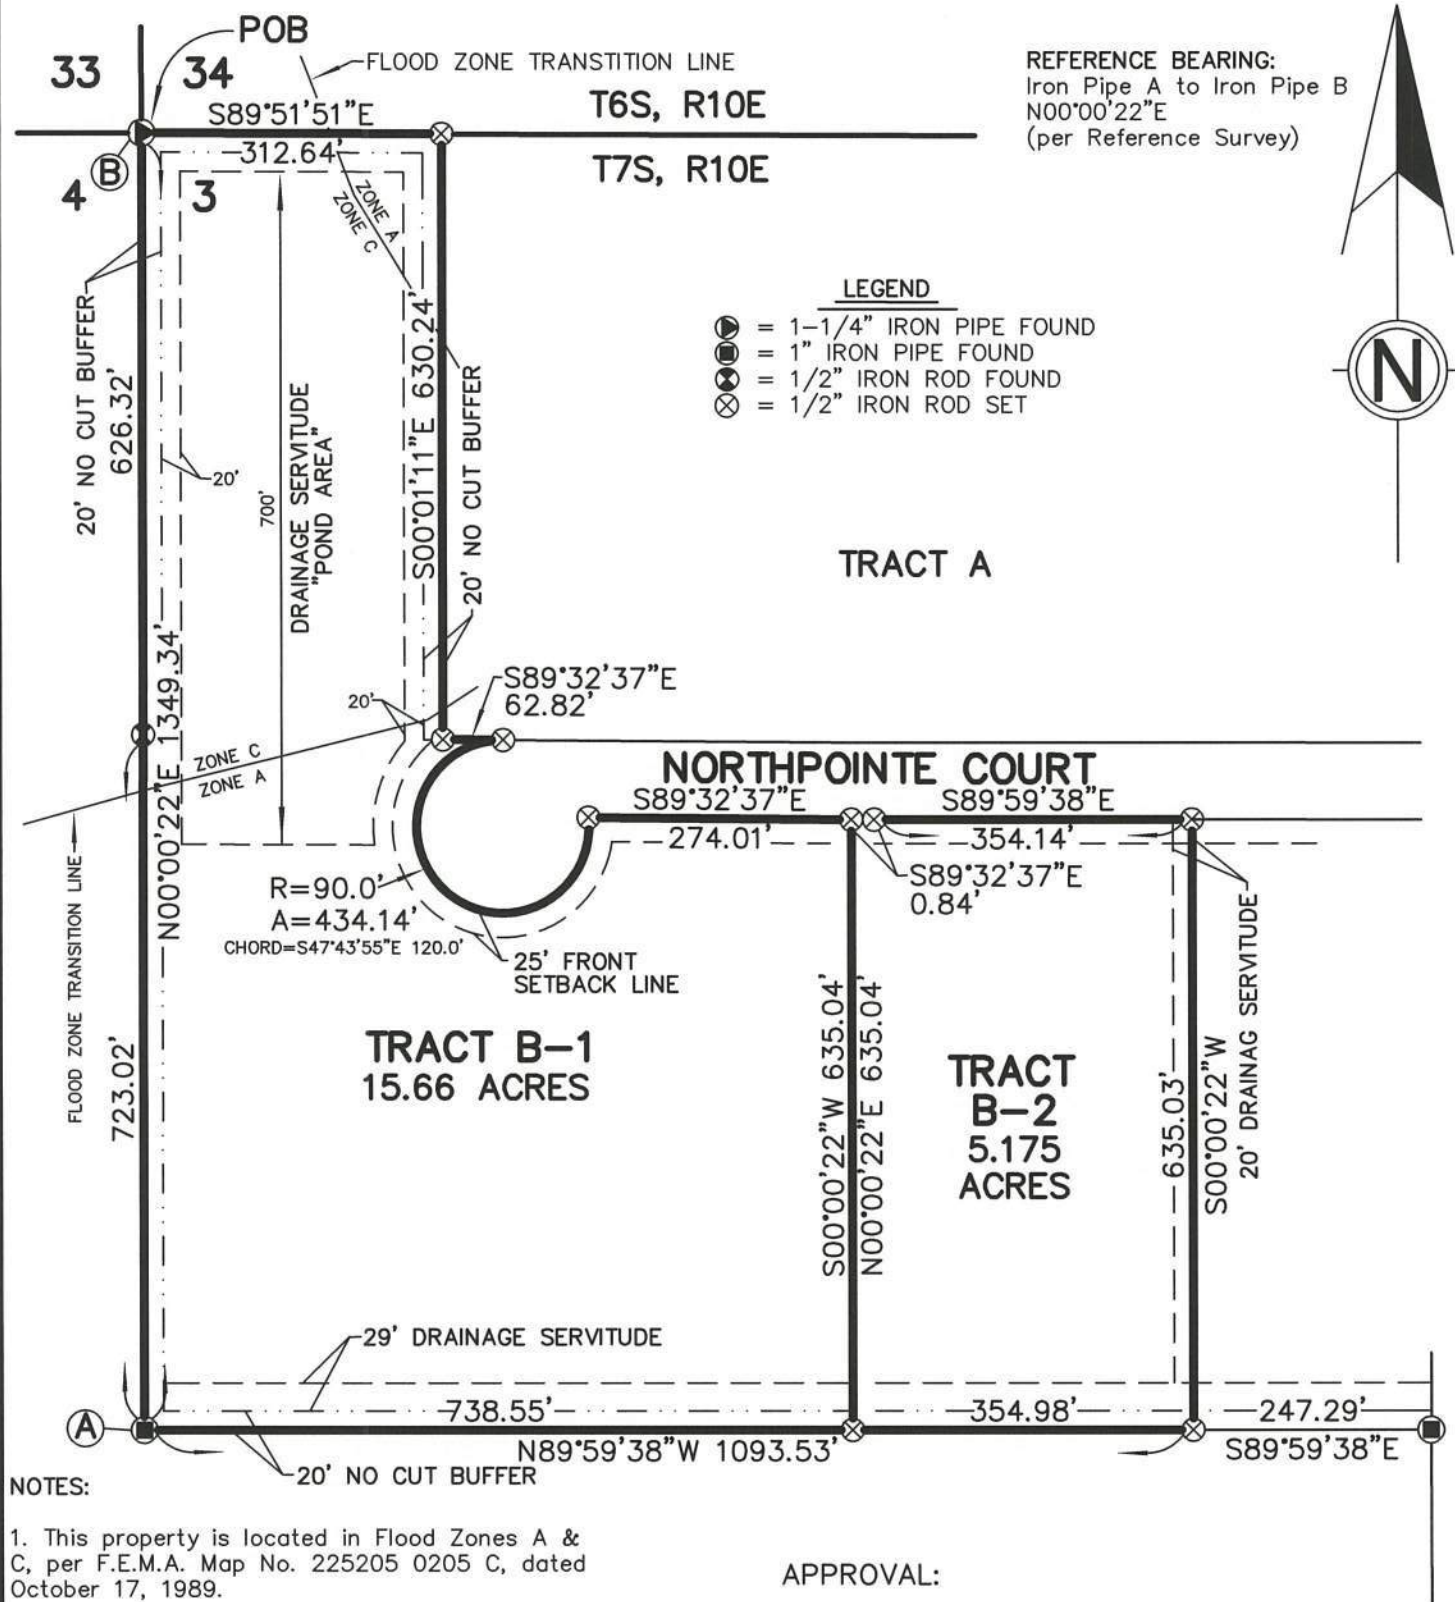 POB
33
34
FLOOD ZONE TRANSTITION LINE
S89°51'51"E
T6S, R10E
REFERENCE BEARING:
Iron Pipe A to Iron Pipe B
N00°00'22"E
(per Reference Survey)
312.64'
T7S, R10E
B
4
3
ZONE A
ZONE C
LEGEND
= 1-1/4" IRON PIPE FOUND
= 1" IRON PIPE FOUND
= 1/2" IRON ROD FOUND
= 1/2" IRON ROD SET
N
20' NO CUT BUFFER
626.32'
20'
700'
DRAINAGE SERVITUDE
"POND AREA"
S00°01'11"E 630.24'
20' NO CUT BUFFER
TRACT A
N00°00'22"E 1349.34'
20'
S89°32'37"E
62.82'
ZONE C
ZONE A
NORTHPOINTE COURT
S89°32'37"E
274.01'
S89°59'38"E
354.14'
S89°32'37"E
0.84'
R=90.0'
A=434.14'
CHORD=S47°43'55"E 120.0'
25' FRONT
SETBACK LINE
FLOOD ZONE TRANSITION LINE
723.02'
TRACT B-1
15.66 ACRES
S00°00'22"W 635.04'
N00°00'22"E 635.04'
TRACT
B-2
5.175
ACRES
635.03'
S00°00'22"W
20' DRAINAG SERVITUDE
29' DRAINAGE SERVITUDE
738.55'
354.98'
247.29'
A
N89°59'38"W 1093.53'
S89°59'38"E
20' NO CUT BUFFER
NOTES:
1. This property is located in Flood Zones A &
C, per F.E.M.A. Map No. 225205 0205 C, dated
October 17, 1989.
APPROVAL: